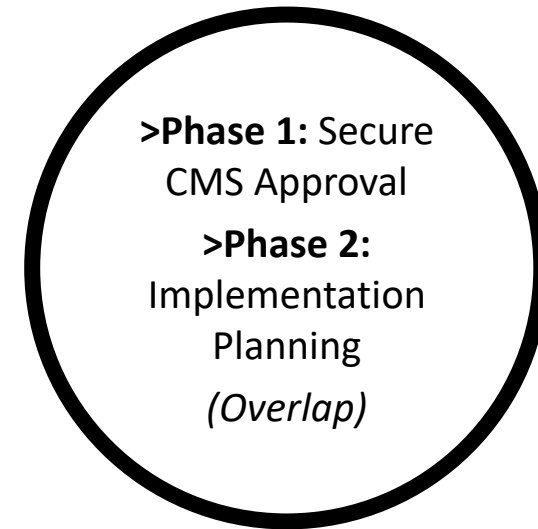 >Phase 1: Secure
CMS Approval
>Phase 2:
Implementation
Planning
(Overlap)